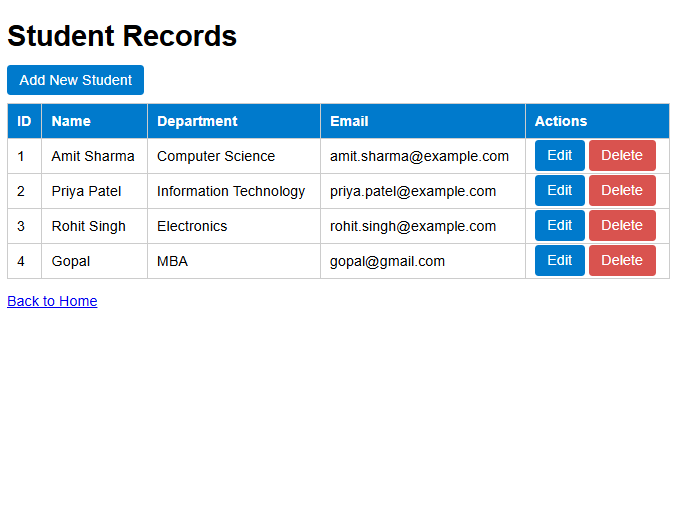 Student Records
Add New Student
ID Name Department Email Actions
1 Amit Sharma Computer Science amit.sharma@example.com Edit Delete
2 Priya Patel Information Technology priya.patel@example.com Edit Delete
3 Rohit Singh Electronics rohit.singh@example.com Edit Delete
4 Gopal MBA gopal@gmail.com Edit Delete
Back to Home